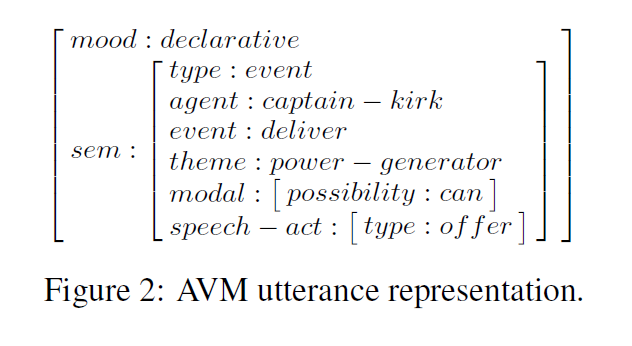 mood : declarative
type : event
agent : captain − kirk
event : deliver
sem :
theme : power − generator
modal : [ possibility : can ]
speech − act : [ type : offer ]
Figure 2: AVM utterance representation.